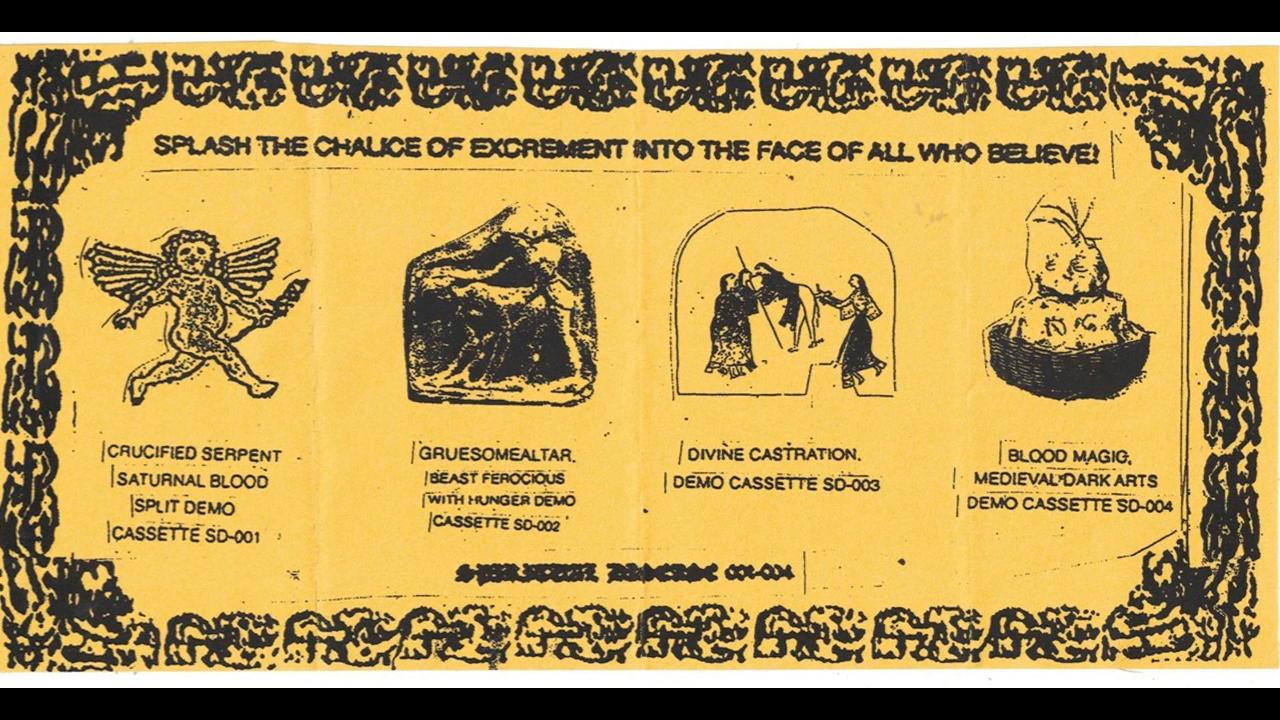 SPLASH THE CHALICE OF EXCREMENT INTO THE FACE OF ALL WHO BELIEVE!
CRUCIFIED SERPENT
SATURNAL BLOOD
SPLIT DEMO
CASSETTE SD-001
GRUESOMEALTAR.
BEAST FEROCIOUS
WITH HUNGER DEMO
CASSETTE SD-002
DIVINE CASTRATION.
DEMO CASSETTE SD-003
BLOOD MAGIC,
MEDIEVAL DARK ARTS
DEMO CASSETTE SD-004
001-004